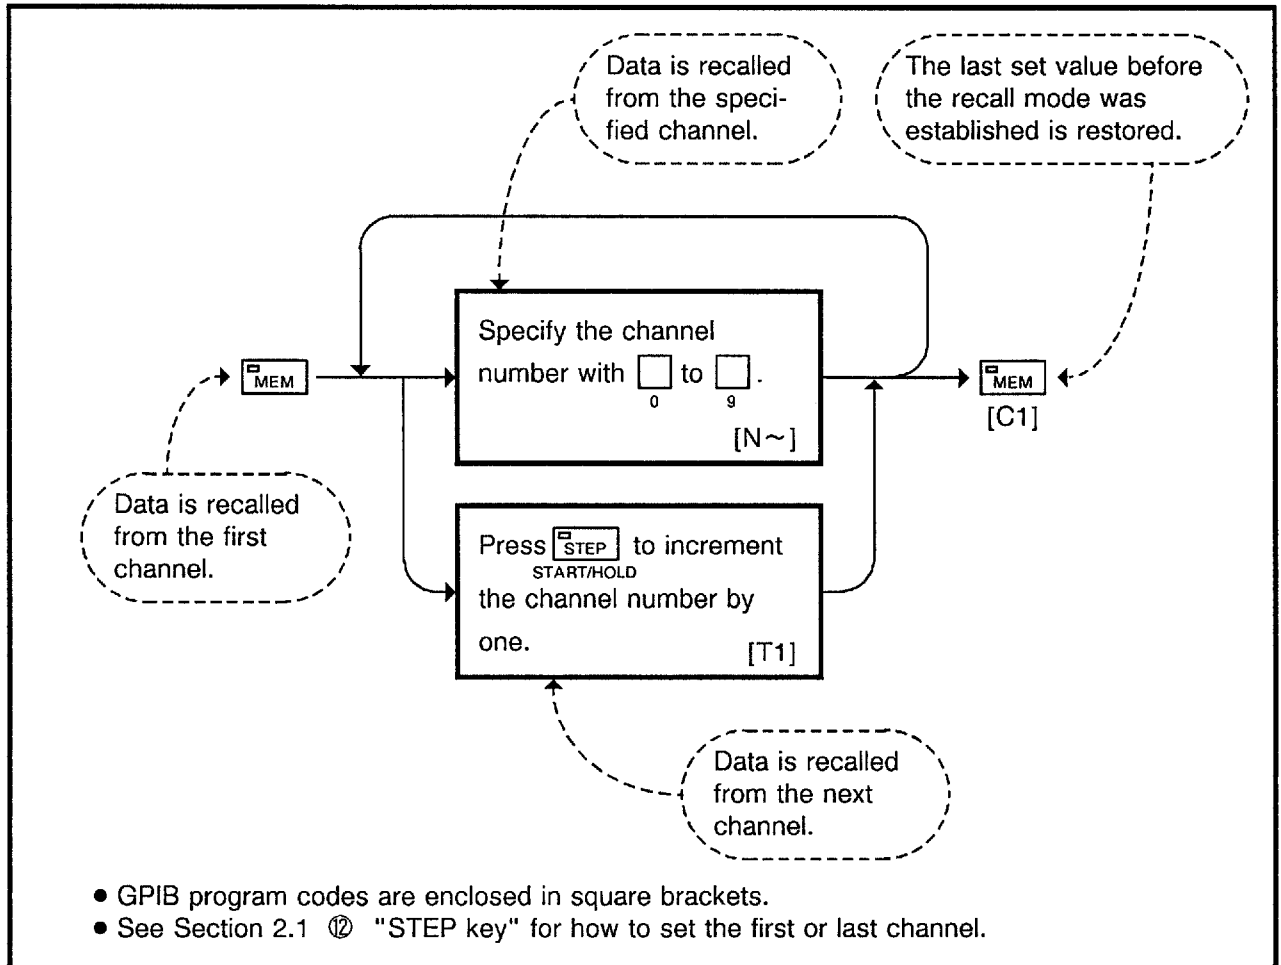 Data is recalled
from the speci-
fied channel.
The last set value before
the recall mode was
established is restored.
Specify the channel
number with □ to □ .
0 9
[N~]
MEM
MEM
[C1]
Data is recalled
from the first
channel.
Press STEP to increment
START/HOLD
the channel number by
one.
[T1]
Data is recalled
from the next
channel.
● GPIB program codes are enclosed in square brackets.
● See Section 2.1 ⑫ "STEP key" for how to set the first or last channel.